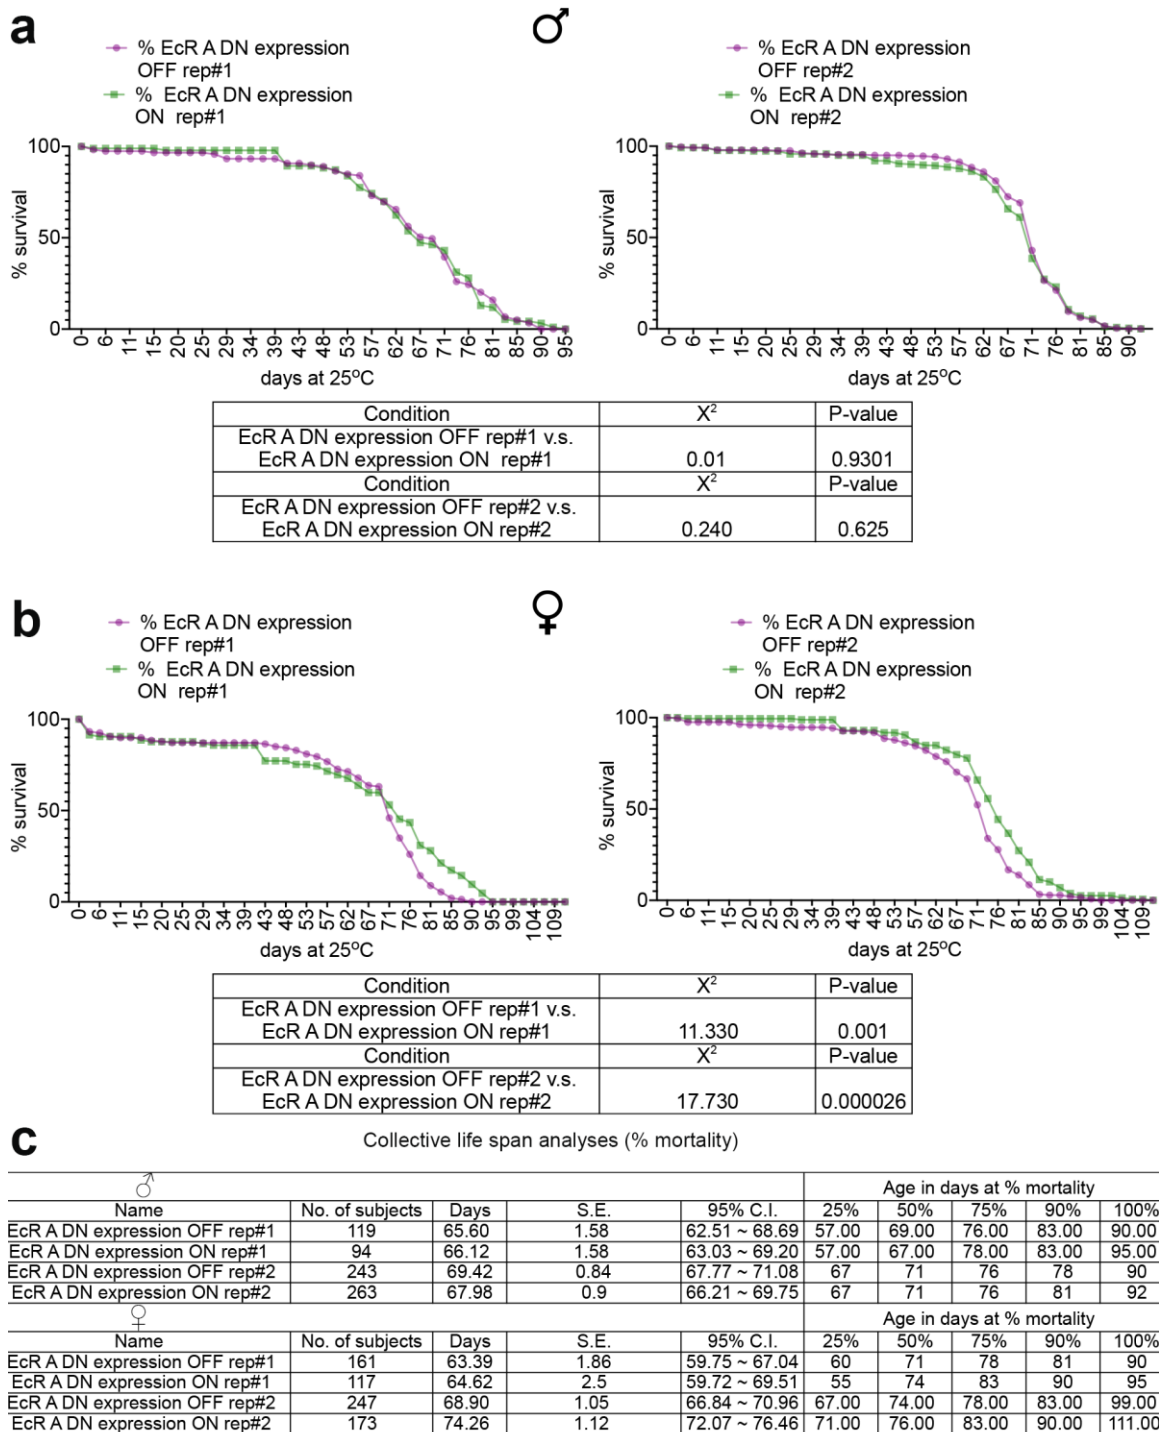 a
♂
% EcR A DN expression
OFF rep#1
% EcR A DN expression
ON rep#1
% EcR A DN expression
OFF rep#2
% EcR A DN expression
ON rep#2
% survival
100
50
0
0 6 11 15 20 25 29 34 39 43 48 53 57 62 67 71 76 81 85 90 95
days at 25°C
% survival
100
50
0
0 6 11 15 20 25 29 34 39 43 48 53 57 62 67 71 76 81 85 90
days at 25°C
Condition X² P-value
EcR A DN expression OFF rep#1 v.s.
EcR A DN expression ON rep#1 0.01 0.9301
Condition X² P-value
EcR A DN expression OFF rep#2 v.s.
EcR A DN expression ON rep#2 0.240 0.625
b
♀
% EcR A DN expression
OFF rep#1
% EcR A DN expression
ON rep#1
% EcR A DN expression
OFF rep#2
% EcR A DN expression
ON rep#2
% survival
100
50
0
0 6 11 15 20 25 29 34 39 43 48 53 57 62 67 71 76 81 85 90 95 99 104 109
days at 25°C
% survival
100
50
0
0 6 11 15 20 25 29 34 39 43 48 53 57 62 67 71 76 81 85 90 95 99 104 109
days at 25°C
Condition X² P-value
EcR A DN expression OFF rep#1 v.s.
EcR A DN expression ON rep#1 11.330 0.001
Condition X² P-value
EcR A DN expression OFF rep#2 v.s.
EcR A DN expression ON rep#2 17.730 0.000026
c
Collective life span analyses (% mortality)
♂ Age in days at % mortality
Name No. of subjects Days S.E. 95% C.I. 25% 50% 75% 90% 100%
EcR A DN expression OFF rep#1 119 65.60 1.58 62.51 ~ 68.69 57.00 69.00 76.00 83.00 90.00
EcR A DN expression ON rep#1 94 66.12 1.58 63.03 ~ 69.20 57.00 67.00 78.00 83.00 95.00
EcR A DN expression OFF rep#2 243 69.42 0.84 67.77 ~ 71.08 67 71 76 78 90
EcR A DN expression ON rep#2 263 67.98 0.9 66.21 ~ 69.75 67 71 76 81 92
♀ Age in days at % mortality
Name No. of subjects Days S.E. 95% C.I. 25% 50% 75% 90% 100%
EcR A DN expression OFF rep#1 161 63.39 1.86 59.75 ~ 67.04 60 71 78 81 90
EcR A DN expression ON rep#1 117 64.62 2.5 59.72 ~ 69.51 55 74 83 90 95
EcR A DN expression OFF rep#2 247 68.90 1.05 66.84 ~ 70.96 67.00 74.00 78.00 83.00 99.00
EcR A DN expression ON rep#2 173 74.26 1.12 72.07 ~ 76.46 71.00 76.00 83.00 90.00 111.00